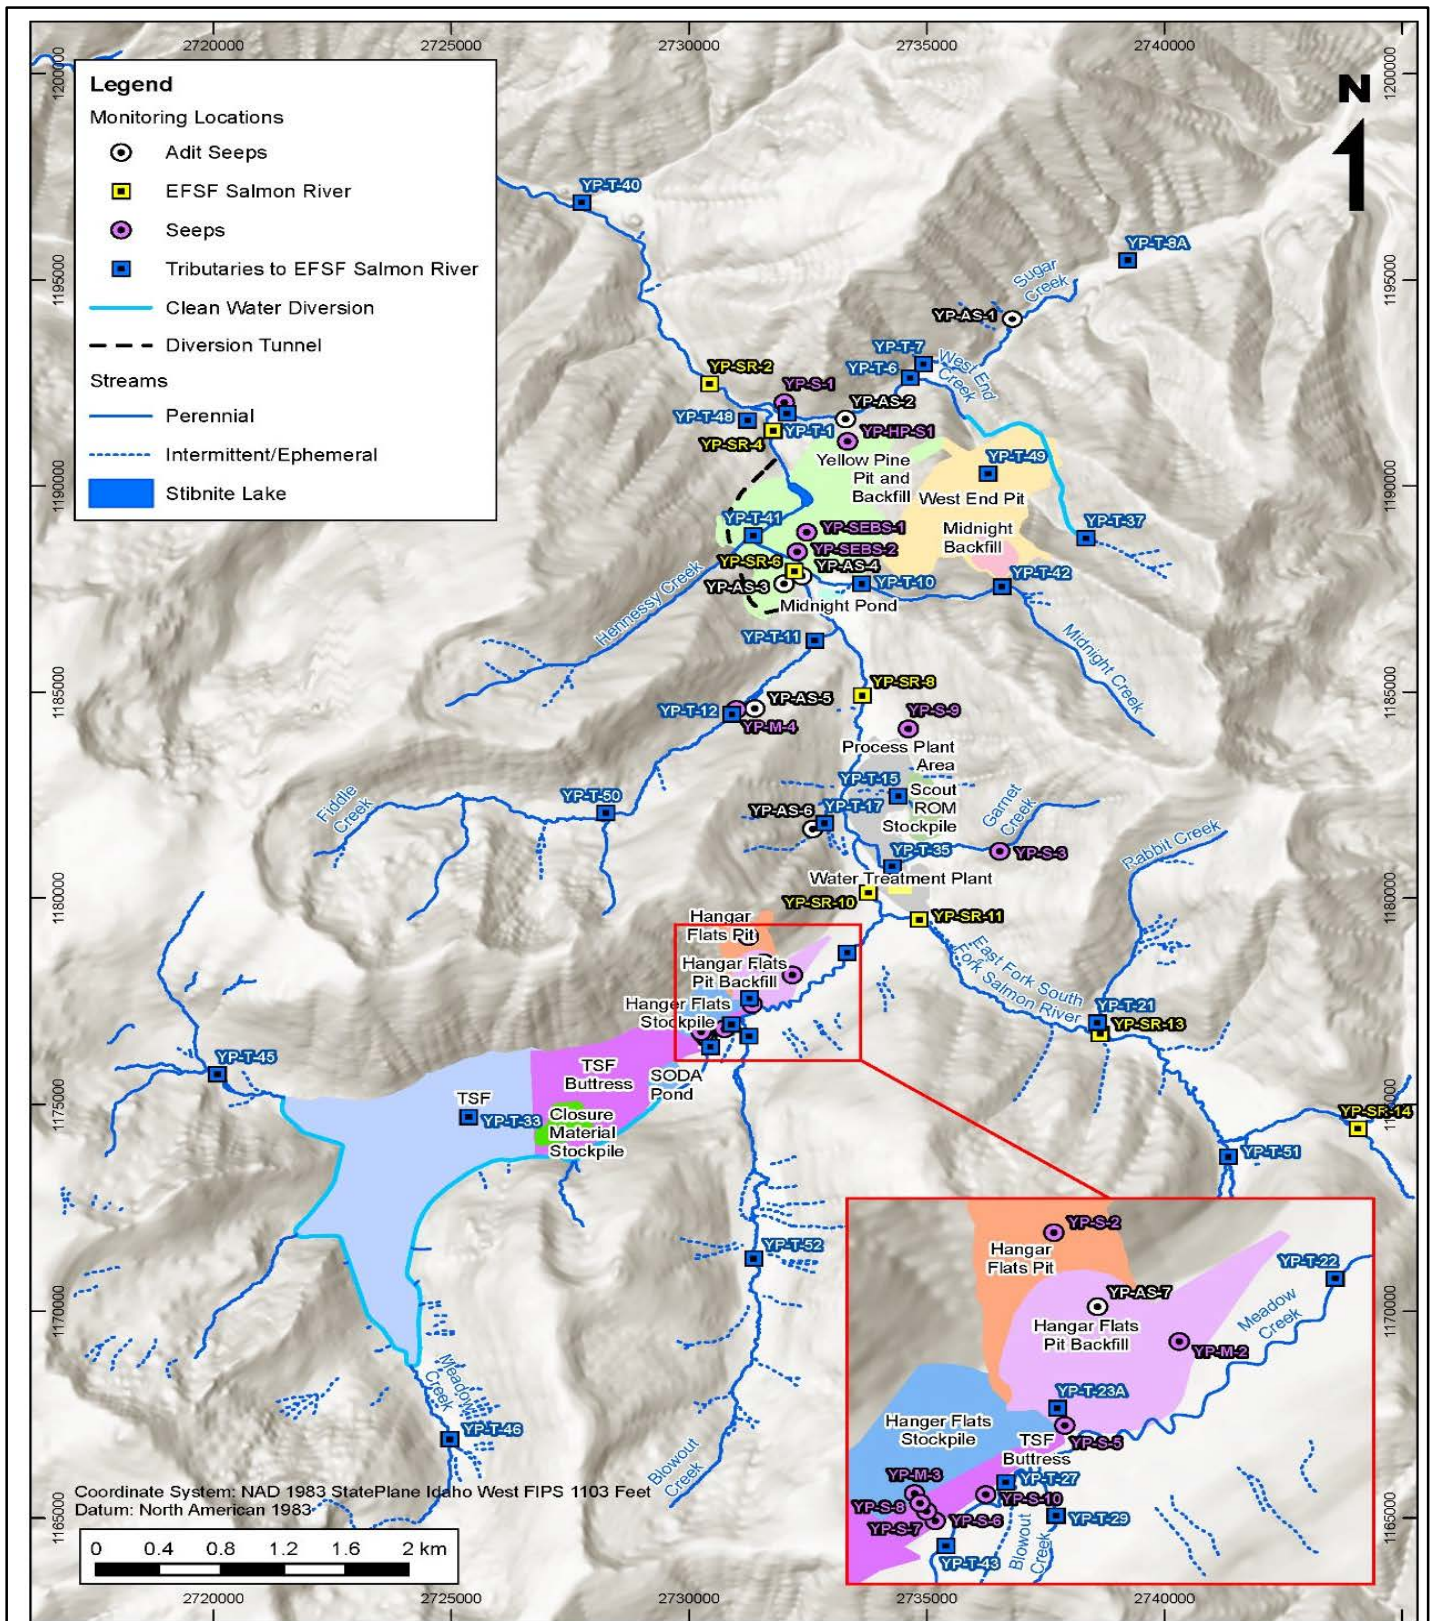 2720000
2725000
2730000
2735000
2740000
1200000
1200000
N
Legend
Monitoring Locations
Adit Seeps
EFSF Salmon River
Seeps
Tributaries to EFSF Salmon River
Clean Water Diversion
Diversion Tunnel
Streams
Perennial
Intermittent/Ephemeral
Stibnite Lake
YP-T-40
YP-T-8A
1195000
1195000
Sugar
Creek
YP-AS-1
YP-T-7
West End
Creek
YP-SR-2
YP-T-6
YP-S-1
YP-AS-2
YP-T-48
YP-T-1
YP-HP-S1
YP-SR-4
Yellow Pine
Pit and
Backfill
YP-T-49
West End Pit
1190000
1190000
YP-T-41
YP-SEBS-1
Midnight
Backfill
YP-T-37
YP-SEBS-2
YP-SR-6
YP-AS-4
YP-T-42
YP-AS-3
YP-T-10
Midnight Pond
Hennessy Creek
YP-T-11
Midnight Creek
1185000
1185000
YP-SR-8
YP-AS-5
YP-T-12
YP-M-4
YP-S-9
Process Plant
Area
YP-T-15
Scout
ROM
Stockpile
Garnet
Creek
YP-T-50
Fiddle
Creek
YP-AS-6
YP-T-17
Rabbit Creek
YP-T-35
YP-S-3
Water Treatment Plant
1180000
1180000
YP-SR-10
YP-SR-11
Hangar
Flats Pit
Hangar Flats
Pit Backfill
East Fork South
Fork Salmon River
Hanger Flats
Stockpile
YP-T-21
YP-SR-13
YP-T-45
TSF
Buttress
SODA
Pond
TSF
YP-T-33
Closure
Material
Stockpile
1175000
YP-SR-14
YP-T-51
YP-T-52
1170000
1170000
Meadow
Creek
YP-T-46
Blowout
Creek
YP-S-2
Hangar
Flats Pit
YP-T-22
YP-AS-7
Hangar Flats
Pit Backfill
Meadow
Creek
YP-M-2
YP-T-23A
Hanger Flats
Stockpile
TSF
Buttress
YP-S-5
YP-M-3
YP-T-27
YP-S-8
YP-S-10
YP-S-7
YP-S-6
YP-T-29
Blowout
Creek
YP-T-43
1165000
1165000
Coordinate System: NAD 1983 StatePlane Idaho West FIPS 1103 Feet
Datum: North American 1983
0 0.4 0.8 1.2 1.6 2 km
2720000
2725000
2730000
2735000
2740000